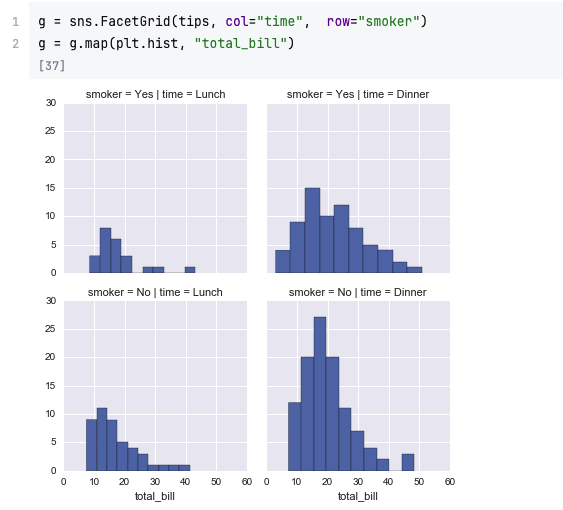 1 g = sns.FacetGrid(tips, col="time",  row="smoker")
2 g = g.map(plt.hist, "total_bill")
[37]
smoker = Yes | time = Lunch
smoker = Yes | time = Dinner
30
25
20
15
10
5
0
smoker = No | time = Lunch
smoker = No | time = Dinner
30
25
20
15
10
5
0
0 10 20 30 40 50 60
0 10 20 30 40 50 60
total_bill
total_bill